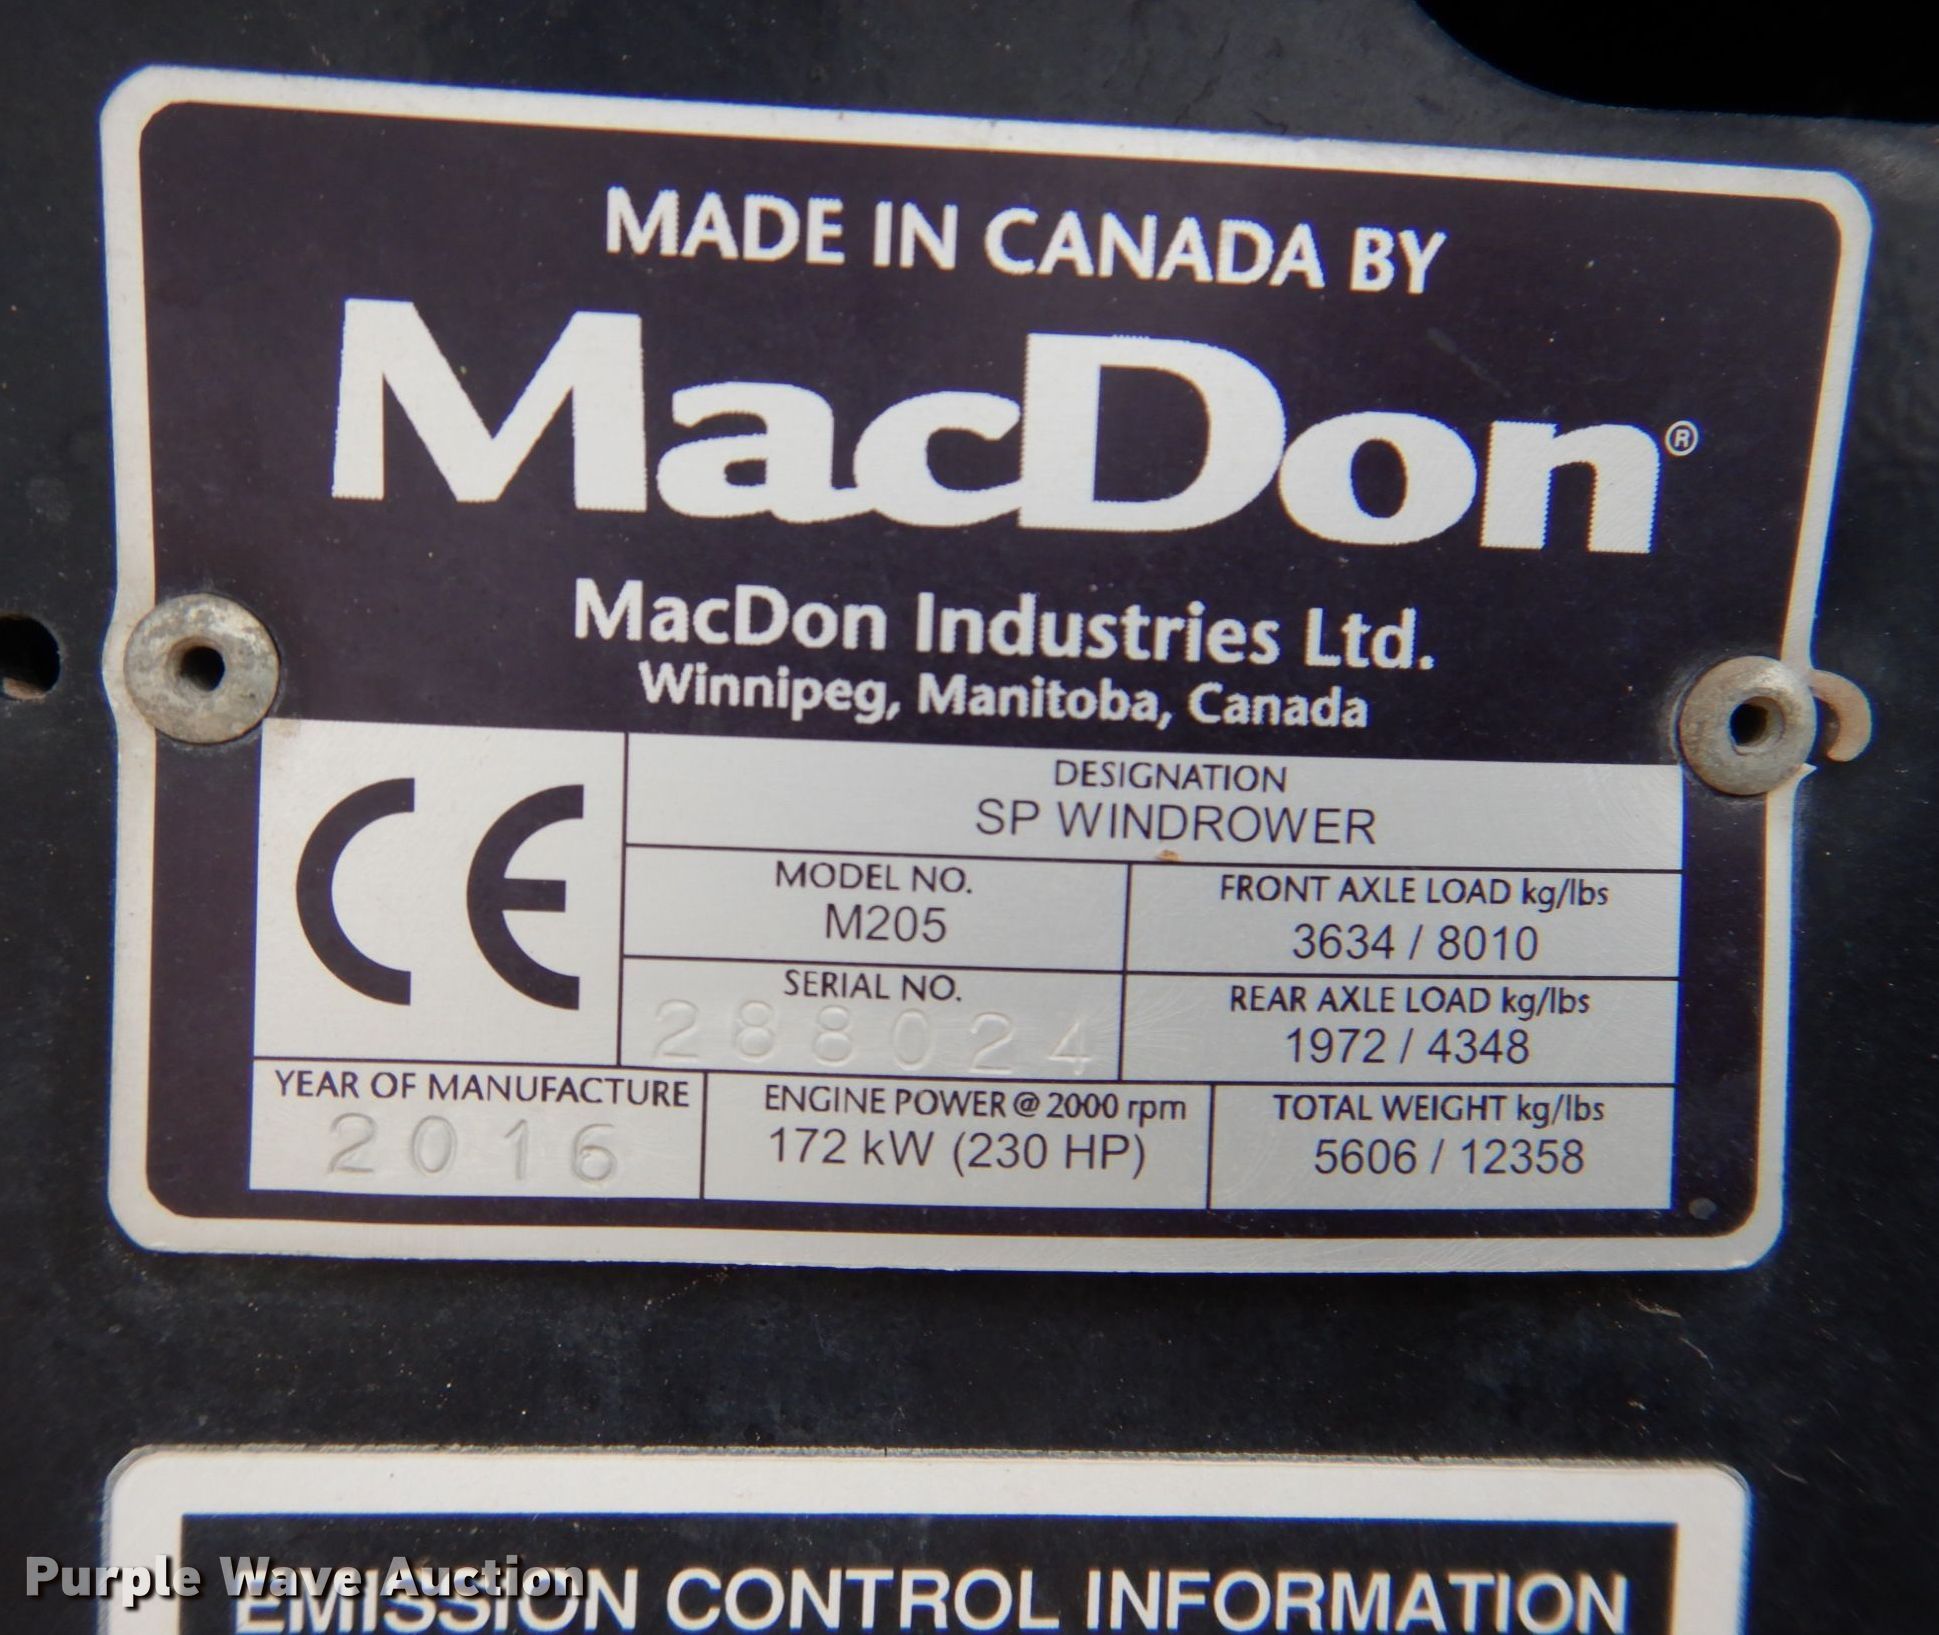 MADE IN CANADA BY
MacDon®
MacDon Industries Ltd.
Winnipeg, Manitoba, Canada
CE
DESIGNATION
SP WINDROWER
MODEL NO.
M205
FRONT AXLE LOAD kg/lbs
3634 / 8010
SERIAL NO.
288024
REAR AXLE LOAD kg/lbs
1972 / 4348
YEAR OF MANUFACTURE
2016
ENGINE POWER @ 2000 rpm
172 kW (230 HP)
TOTAL WEIGHT kg/lbs
5606 / 12358
EMISSION CONTROL INFORMATION
Purple Wave Auction